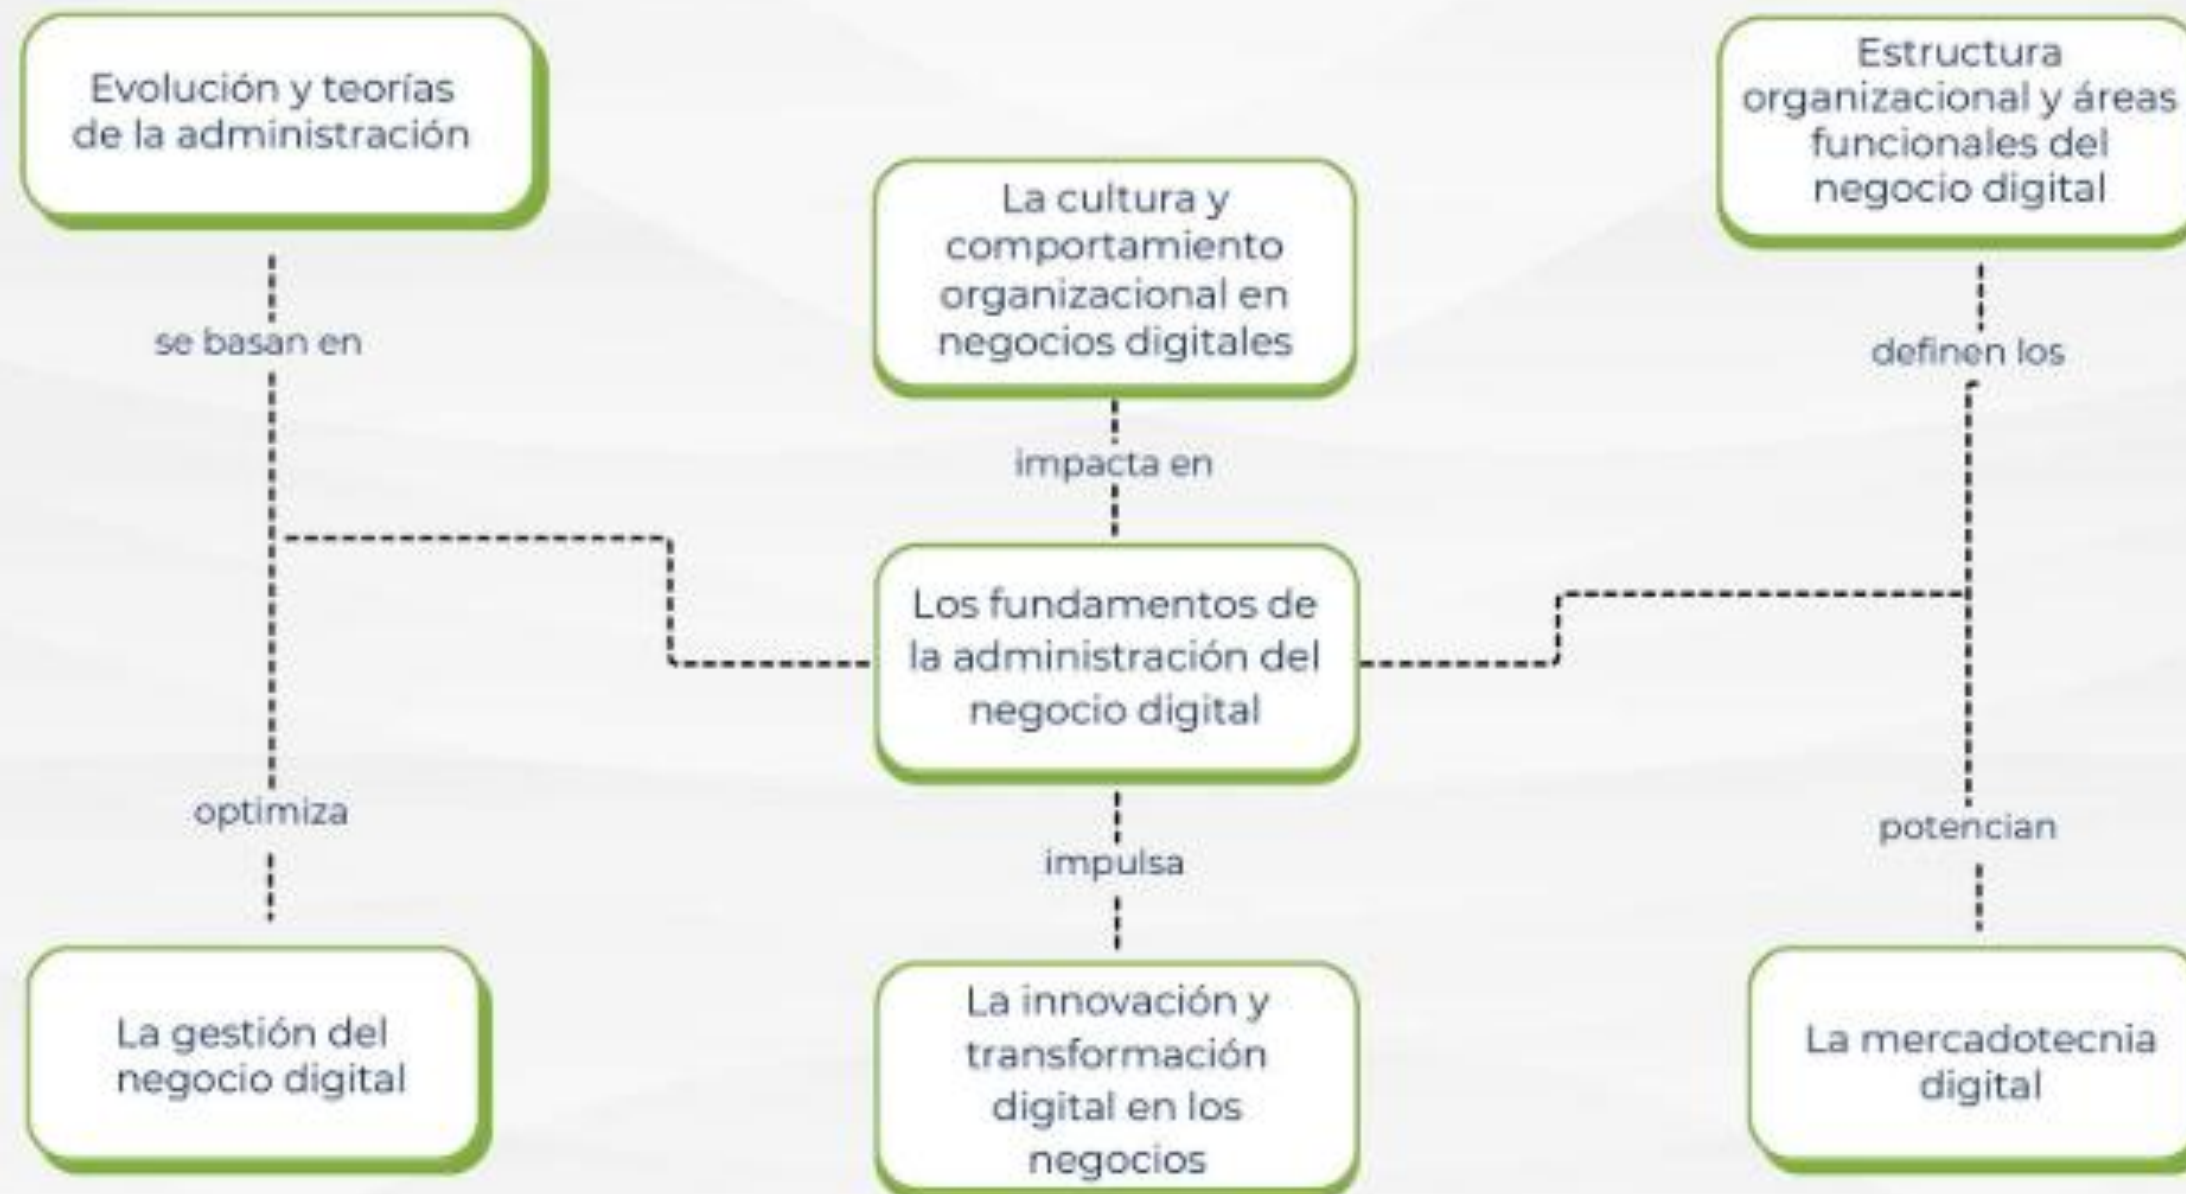 Evolución y teorías
de la administración
Estructura
organizacional y áreas
funcionales del
negocio digital
La cultura y
comportamiento
organizacional en
negocios digitales
se basan en
definen los
impacta en
Los fundamentos de
la administración del
negocio digital
optimiza
impulsa
potencian
La gestión del
negocio digital
La innovación y
transformación
digital en los
negocios
La mercadotecnia
digital